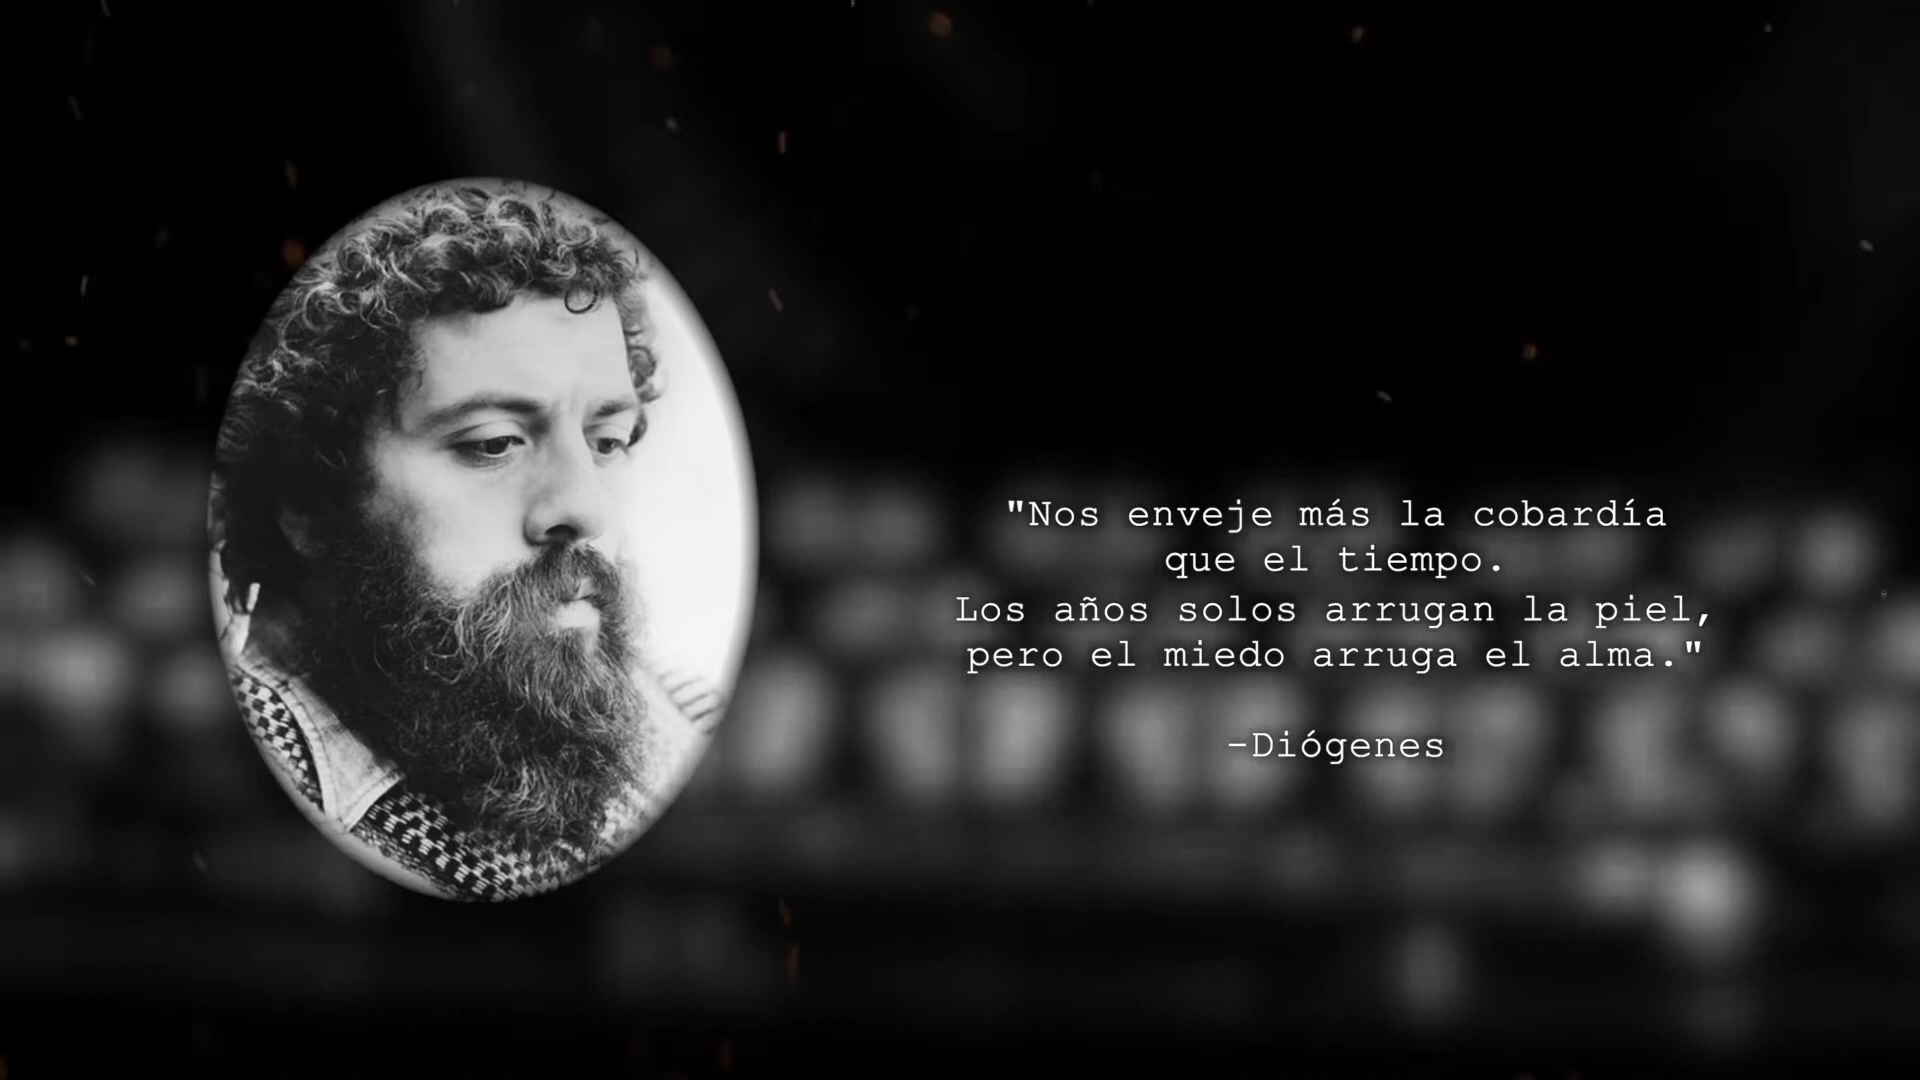 "Nos enveje más la cobardía
que el tiempo.
Los años solos arrugan la piel,
pero el miedo arruga el alma."
-Diógenes